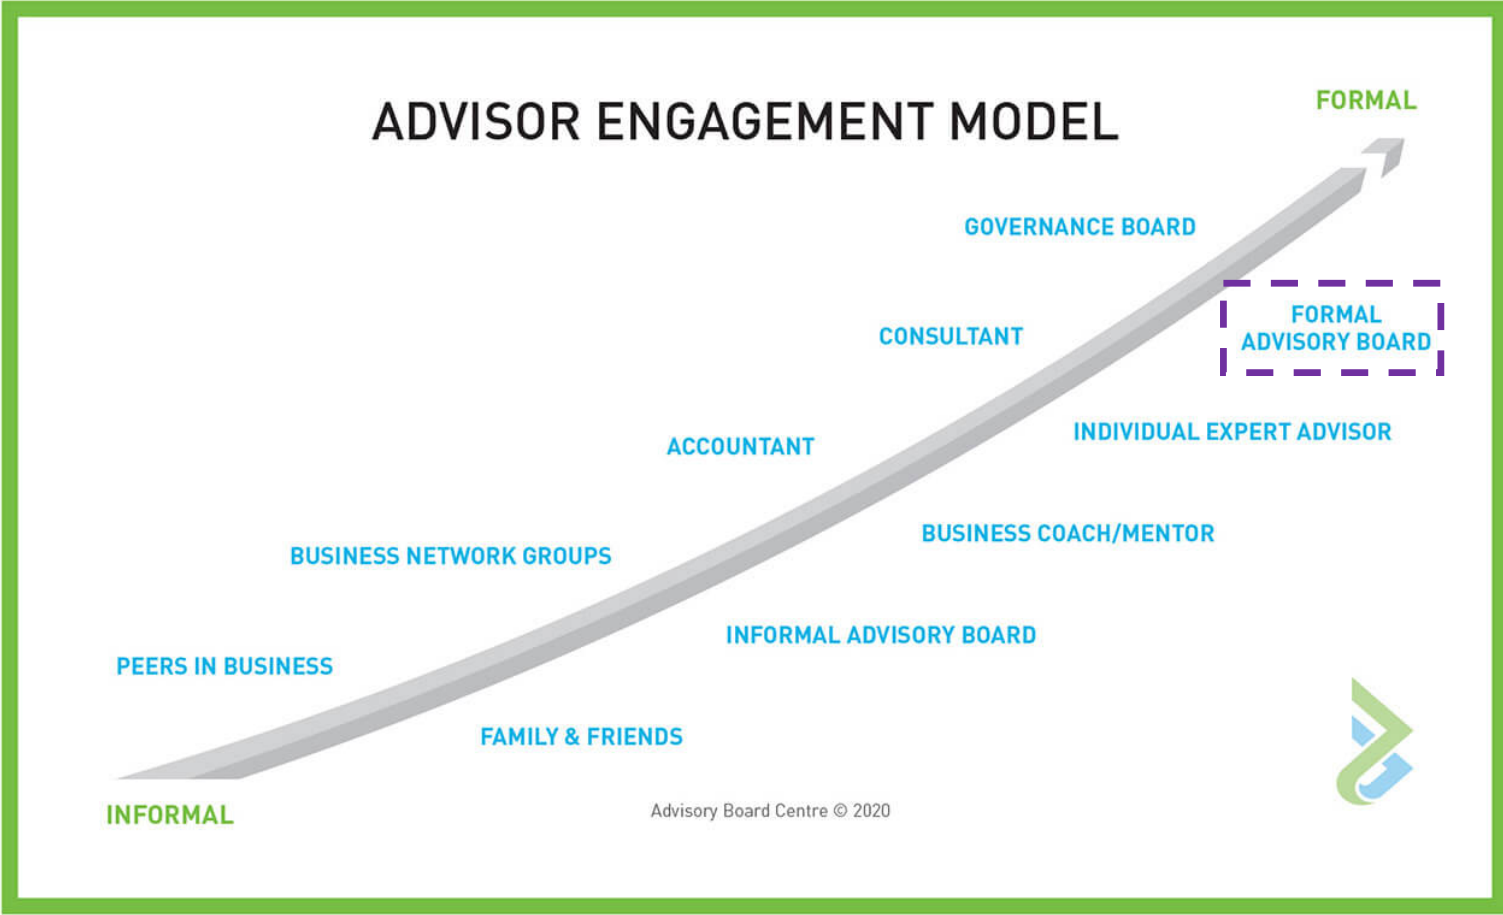 ADVISOR ENGAGEMENT MODEL
FORMAL
GOVERNANCE BOARD
FORMAL
ADVISORY BOARD
CONSULTANT
INDIVIDUAL EXPERT ADVISOR
ACCOUNTANT
BUSINESS COACH/MENTOR
BUSINESS NETWORK GROUPS
INFORMAL ADVISORY BOARD
PEERS IN BUSINESS
FAMILY & FRIENDS
INFORMAL
Advisory Board Centre © 2020